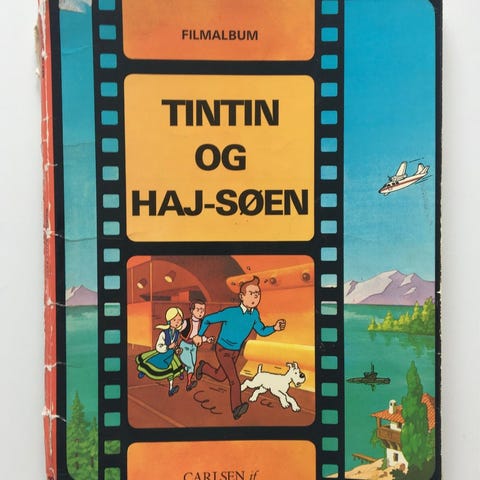 FILMALBUM
TINTIN
OG
HAJ-SØEN
CARLSEN if